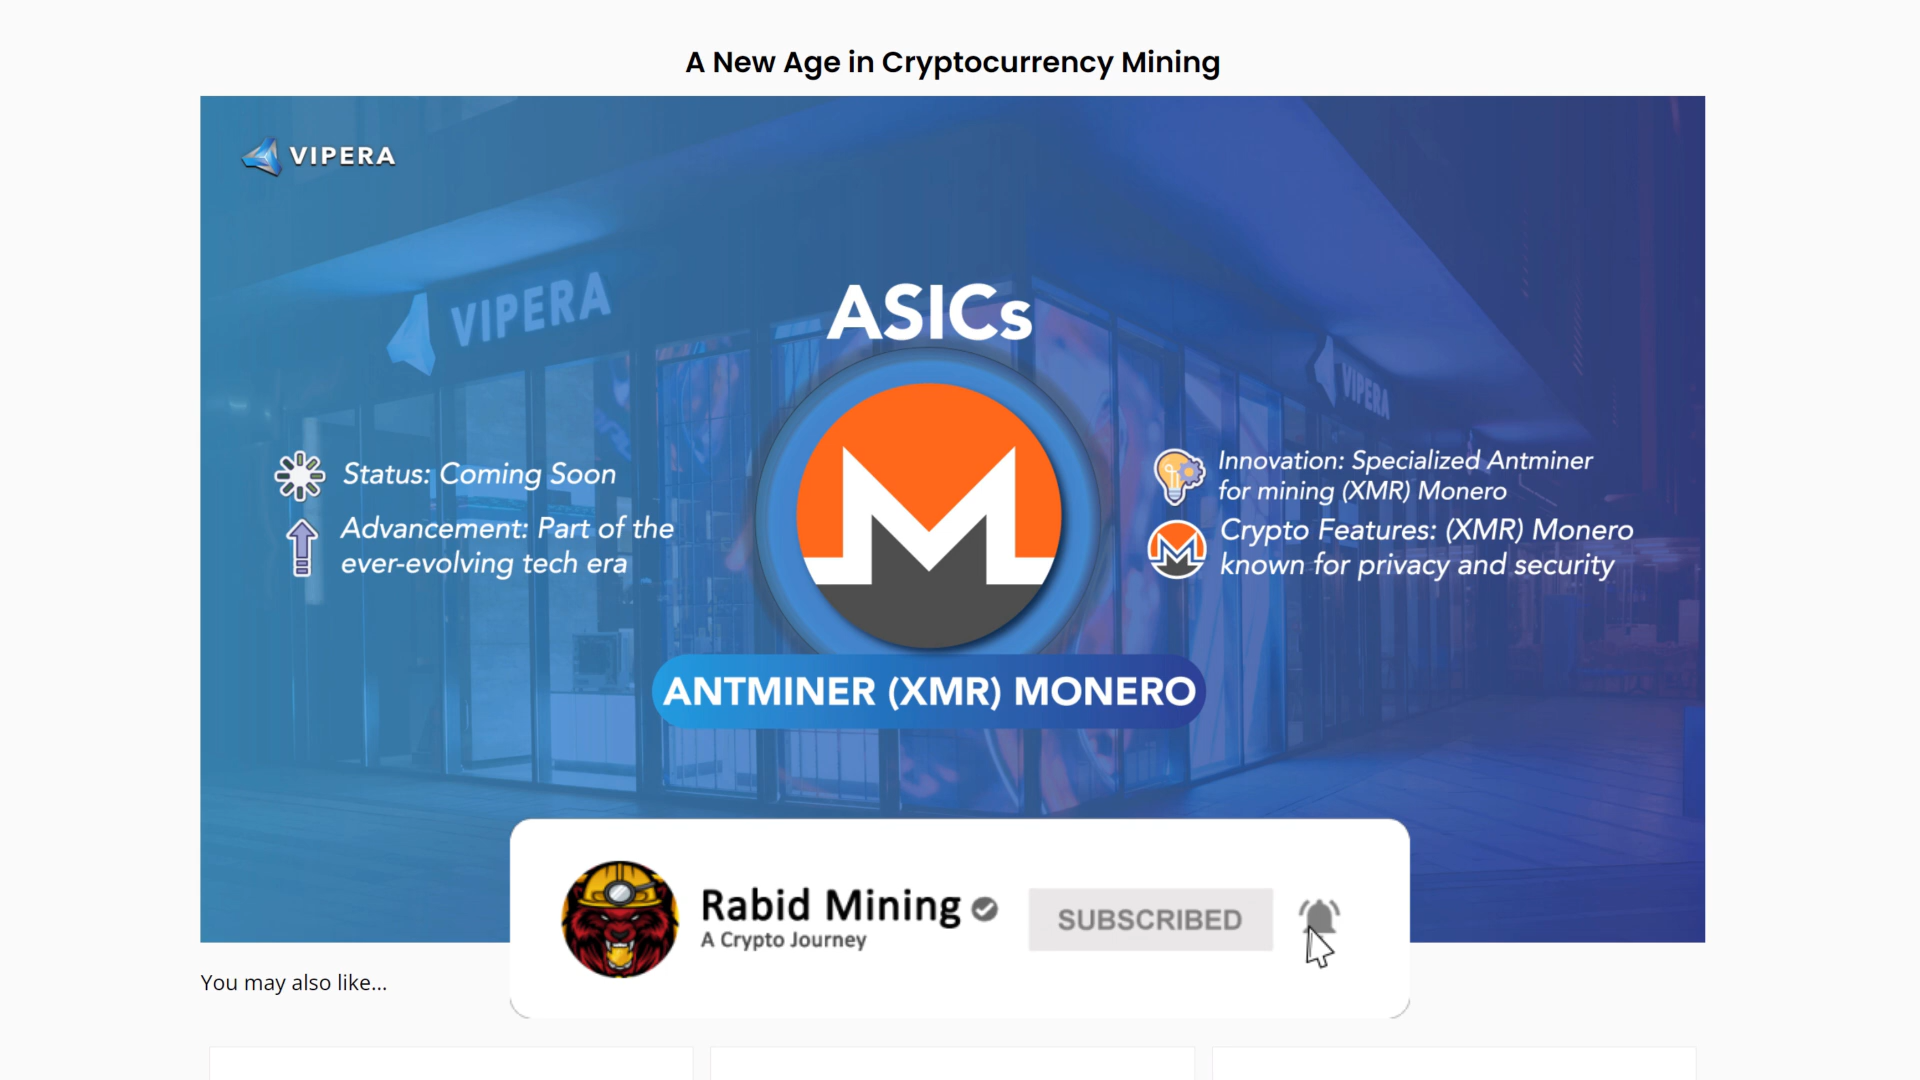 A New Age in Cryptocurrency Mining
VIPERA
VIPERA
VIPERA
ASICs
Status: Coming Soon
Advancement: Part of the
ever-evolving tech era
Innovation: Specialized Antminer
for mining (XMR) Monero
Crypto Features: (XMR) Monero
known for privacy and security
ANTMINER (XMR) MONERO
Rabid Mining
A Crypto Journey
SUBSCRIBED
You may also like...